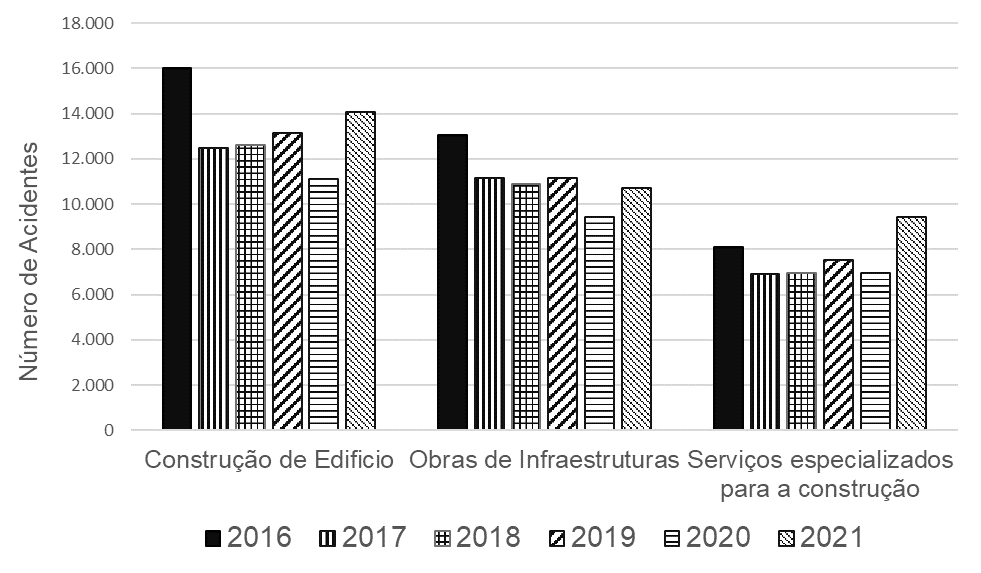 18.000
16.000
14.000
12.000
10.000
8.000
6.000
4.000
2.000
0
Número de Acidentes
Construção de Edificio
Obras de Infraestruturas
Serviços especializados
para a construção
2016 2017 2018 2019 2020 2021